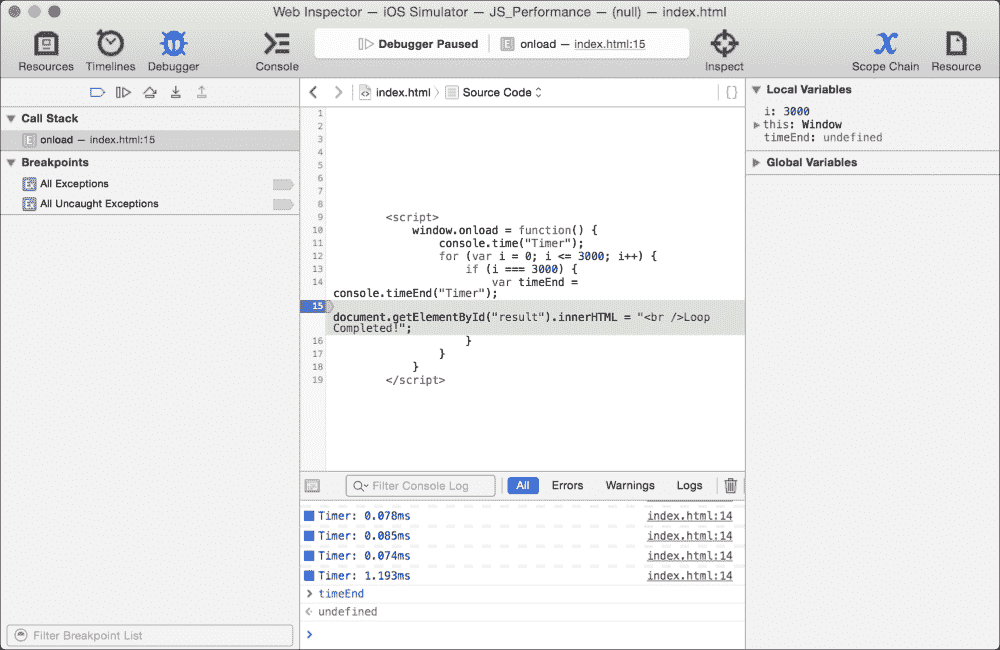 Web Inspector — iOS Simulator — JS_Performance — (null) — index.html
Resources Timelines Debugger Console Debugger Paused onload — index.html:15 Inspect Scope Chain Resource
index.html Source Code {}
Call Stack
E onload — index.html:15
Breakpoints
All Exceptions
All Uncaught Exceptions
Filter Breakpoint List
1
2
3
4
5
6
7
8
9 <script>
10 window.onload = function() {
11 console.time("Timer");
12 for (var i = 0; i <= 3000; i++) {
13 if (i === 3000) {
14 var timeEnd =
console.timeEnd("Timer");
15
document.getElementById("result").innerHTML = "<br />Loop
Completed!";
16 }
17 }
18 }
19 </script>
Filter Console Log All Errors Warnings Logs
Timer: 0.078ms index.html:14
Timer: 0.085ms index.html:14
Timer: 0.074ms index.html:14
Timer: 1.193ms index.html:14
> timeEnd
< undefined
>
Local Variables
i: 3000
this: Window
timeEnd: undefined
Global Variables